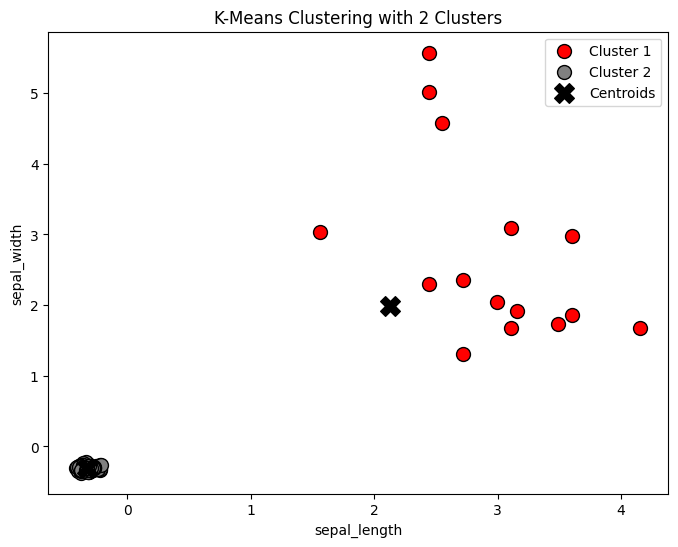 K-Means Clustering with 2 Clusters
Cluster 1
Cluster 2
Centroids
sepal_width
5
4
3
2
1
0
0 1 2 3 4
sepal_length